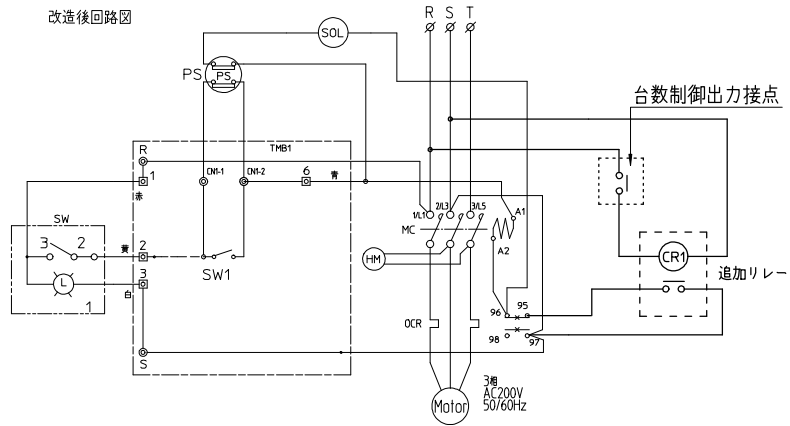 改造後回路図
R S T
SOL
PS
PS
台数制御出力接点
R
TMB1
1
CN1-1
CN1-2
6
青
赤
SW
3 2
黄
2
SW1
L
3
1
白
S
1/L1
2/L3
3/L5
A1
MC
A2
HM
CR1
追加リレー
96
95
OCR
98
97
Motor
3相
AC200V
50/60Hz